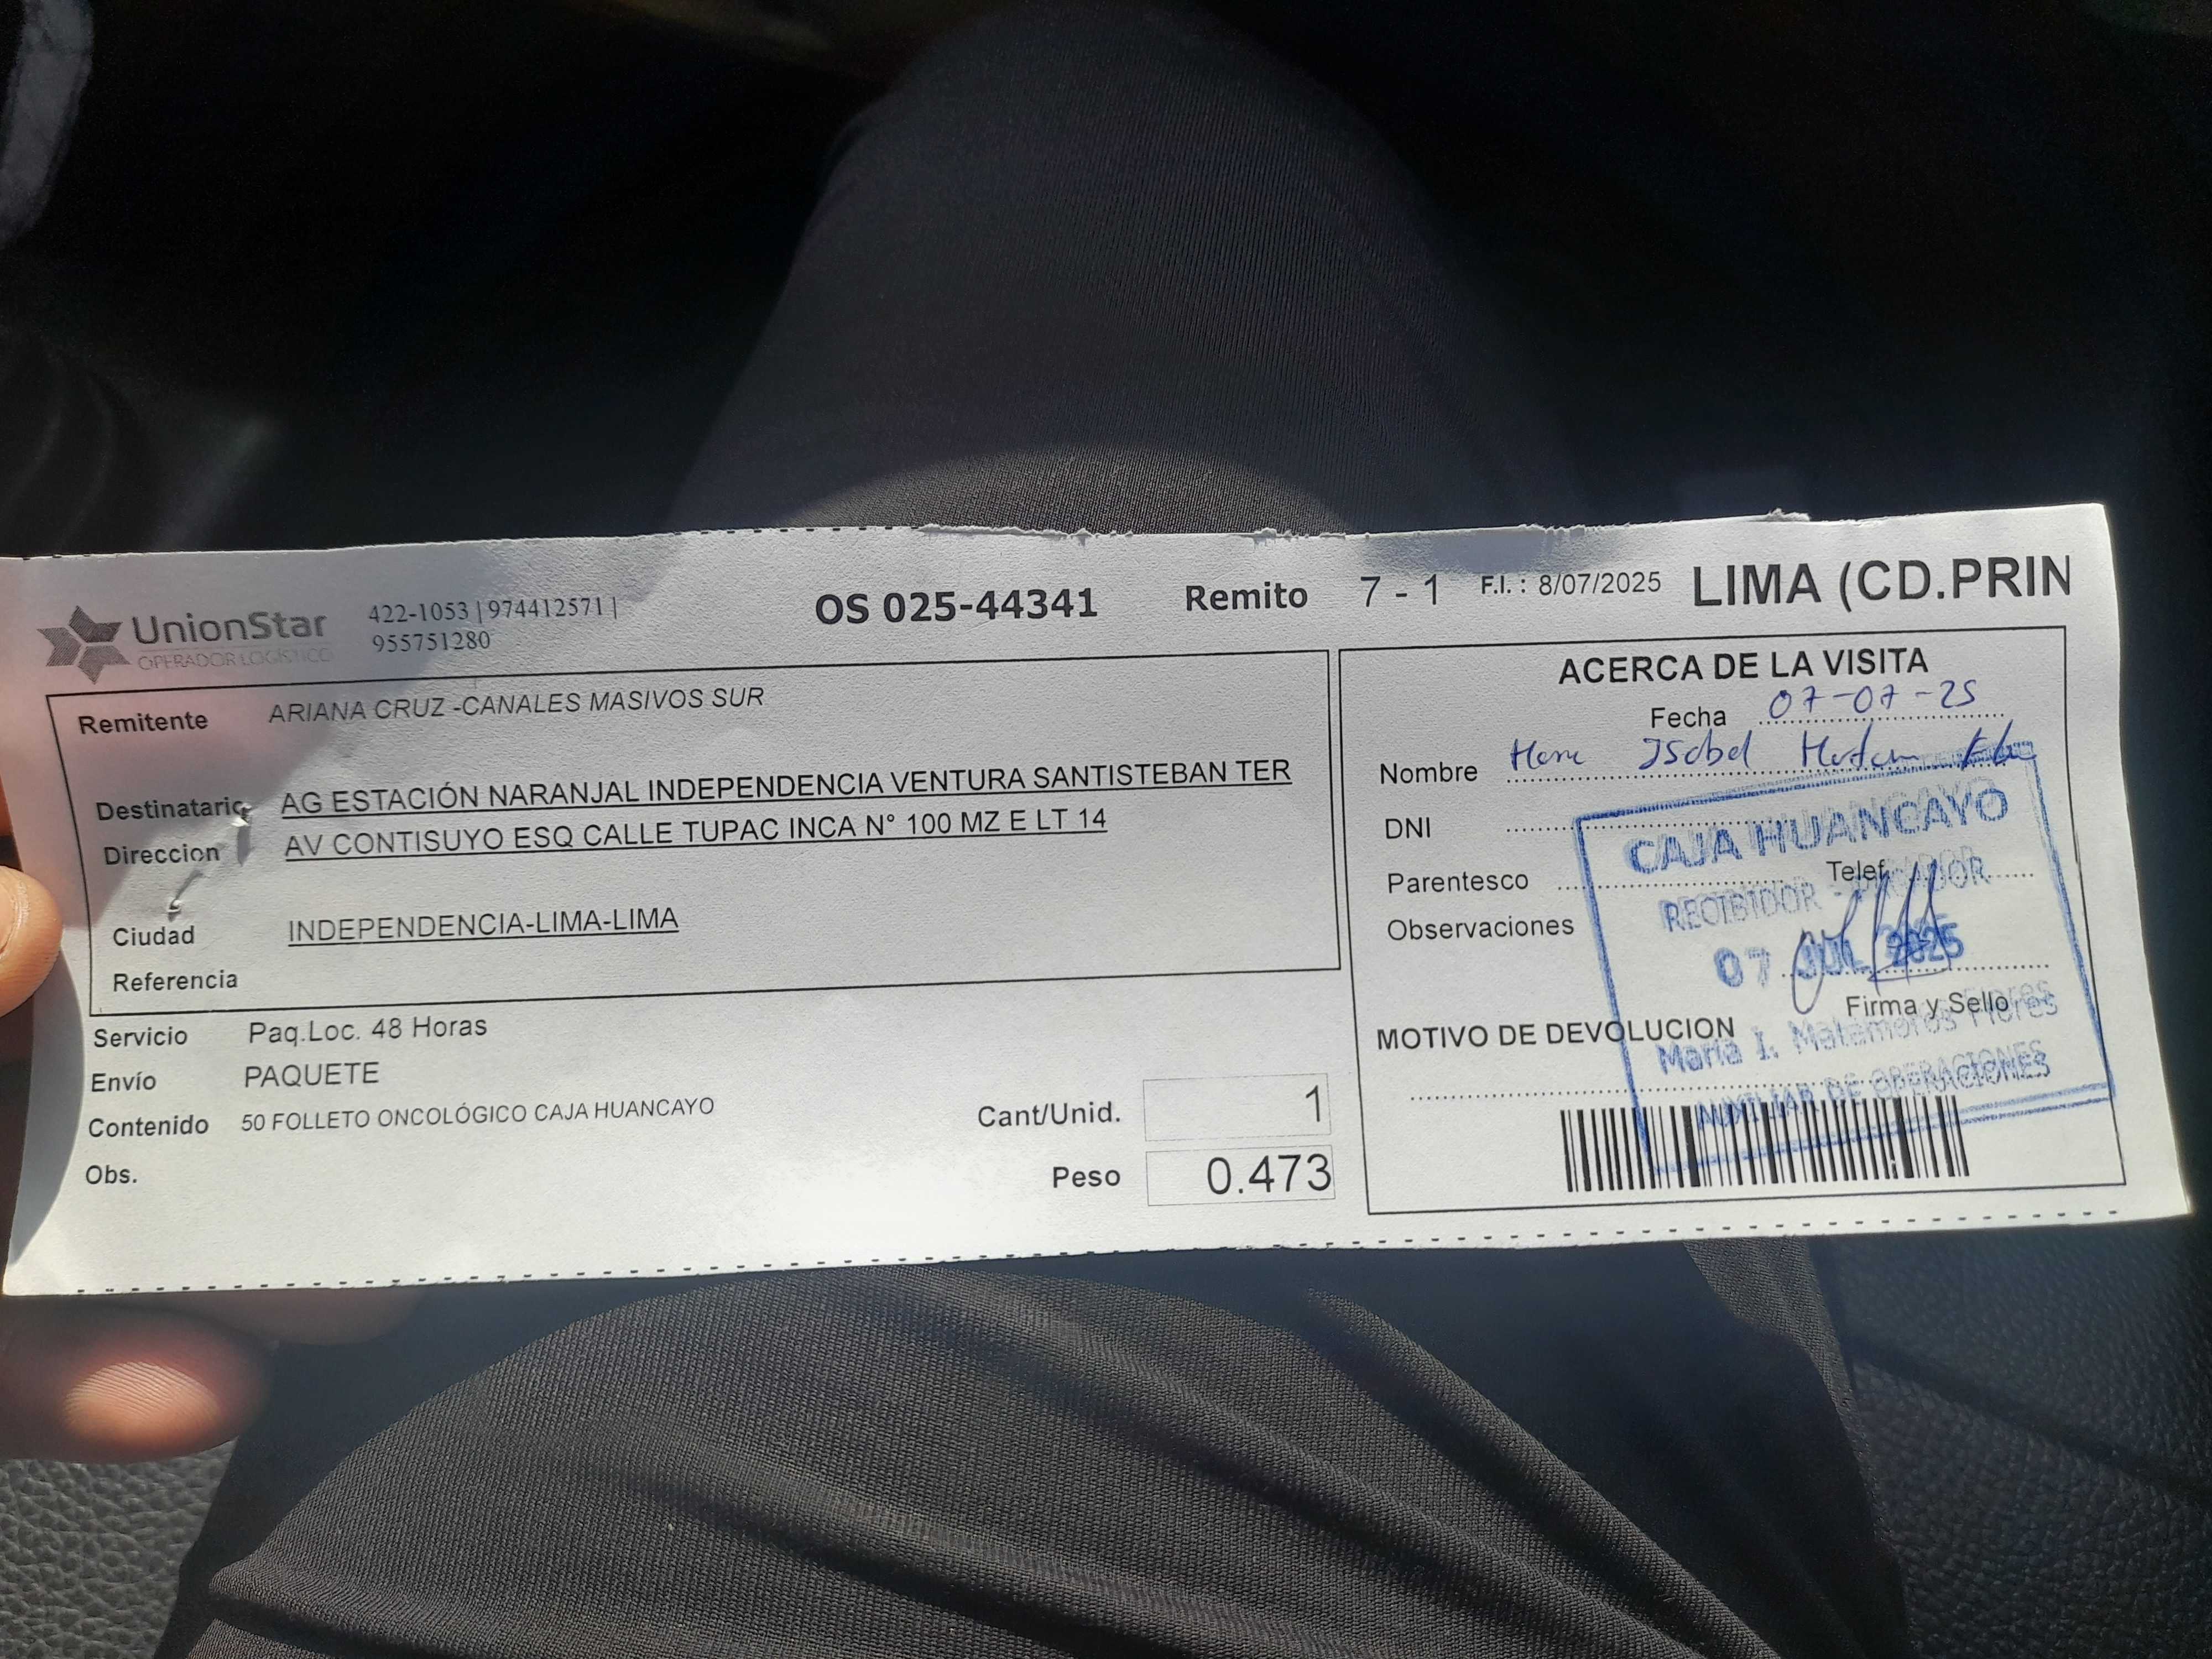 UnionStar
OPERADOR LOGÍSTICO
422-1053 | 974412571 |
955751280
OS 025-44341
Remito 7 - 1
F.I. : 8/07/2025
LIMA (CD.PRIN
Remitente ARIANA CRUZ -CANALES MASIVOS SUR
Destinatario AG ESTACIÓN NARANJAL INDEPENDENCIA VENTURA SANTISTEBAN TER
Direccion AV CONTISUYO ESQ CALLE TUPAC INCA N° 100 MZ E LT 14
Ciudad INDEPENDENCIA-LIMA-LIMA
Referencia
Servicio Paq.Loc. 48 Horas
Envío PAQUETE
Contenido 50 FOLLETO ONCOLÓGICO CAJA HUANCAYO
Obs.
Cant/Unid. 1
Peso 0.473
ACERCA DE LA VISITA
Fecha 07-07-25
Nombre Isabel
DNI
Parentesco Telef.
Observaciones
Firma y Sello
MOTIVO DE DEVOLUCION
CAJA HUANCAYO
RECIBIDOR - PAGADOR
07 JUL 2025
María I. Matamoros Flores
AUXILIAR DE OPERACIONES